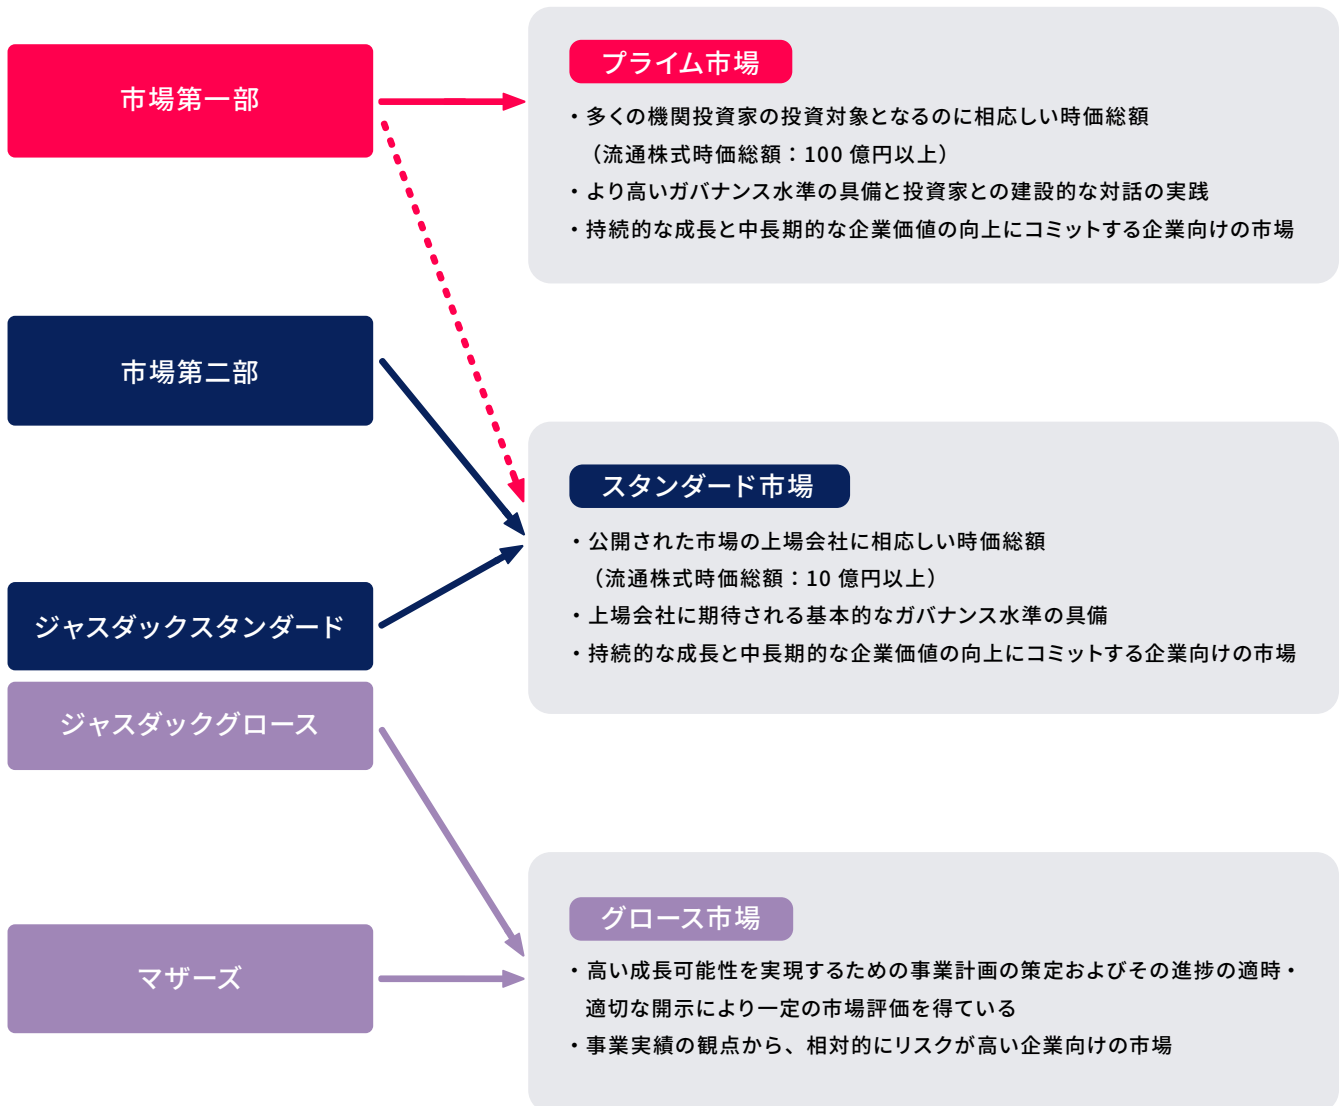 市場第一部
プライム市場
・多くの機関投資家の投資対象となるのに相応しい時価総額
（流通株式時価総額：100 億円以上）
・より高いガバナンス水準の具備と投資家との建設的な対話の実践
・持続的な成長と中長期的な企業価値の向上にコミットする企業向けの市場
市場第二部
ジャスダックスタンダード
スタンダード市場
・公開された市場の上場会社に相応しい時価総額
（流通株式時価総額：10 億円以上）
・上場会社に期待される基本的なガバナンス水準の具備
・持続的な成長と中長期的な企業価値の向上にコミットする企業向けの市場
ジャスダックグロース
マザーズ
グロース市場
・高い成長可能性を実現するための事業計画の策定およびその進捗の適時・
適切な開示により一定の市場評価を得ている
・事業実績の観点から、相対的にリスクが高い企業向けの市場